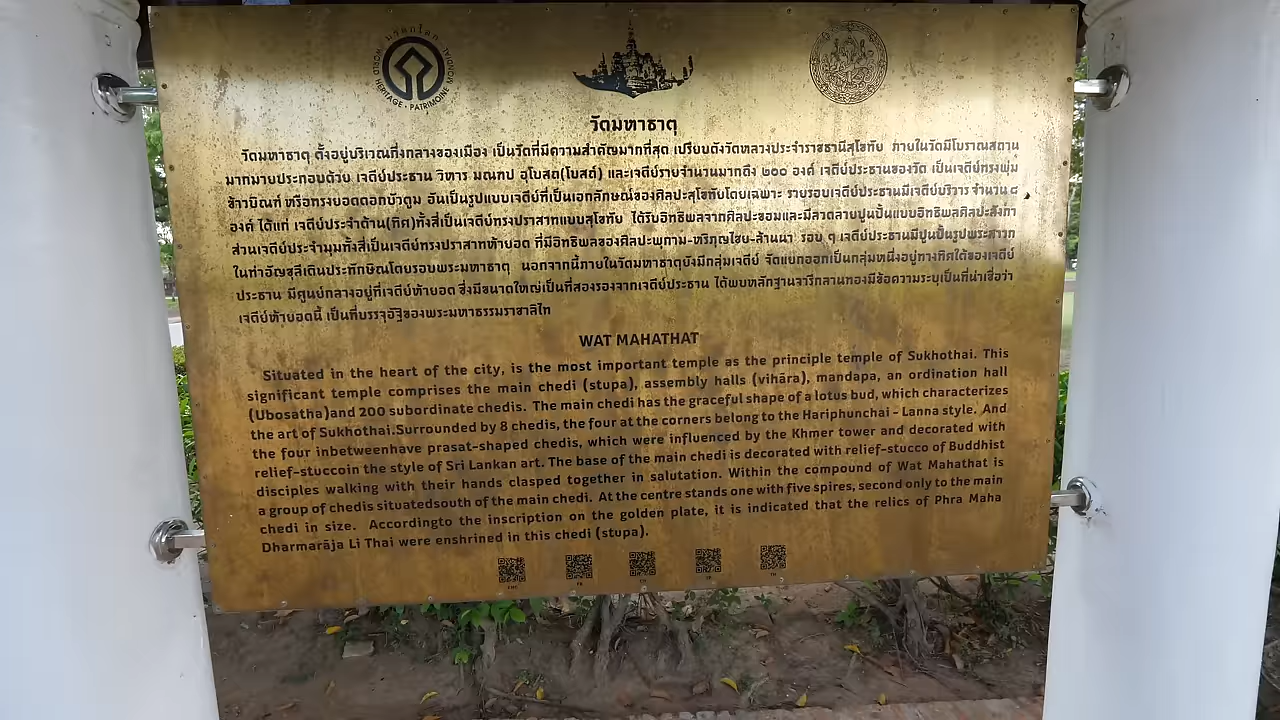 มรดกโลก
WORLD HERITAGE • PATRIMOINE MONDIAL
วัดมหาธาตุ
วัดมหาธาตุ ตั้งอยู่บริเวณกึ่งกลางของเมือง เป็นวัดที่มีความสำคัญมากที่สุด เปรียบดังวัดหลวงประจำราชธานีสุโขทัย ภายในวัดมีโบราณสถาน
มากมายประกอบด้วย เจดีย์ประธาน วิหาร มณฑป อุโบสถ(โบสถ์) และเจดีย์รายจำนวนมากถึง ๒๐๐ องค์ เจดีย์ประธานของวัด เป็นเจดีย์ทรงพุ่ม
ข้าวบิณฑ์ หรือทรงยอดดอกบัวตูม อันเป็นรูปแบบเจดีย์ที่เป็นเอกลักษณ์ของศิลปะสุโขทัยโดยเฉพาะ รายรอบเจดีย์ประธานมีเจดีย์บริวาร จำนวน ๘
องค์ ได้แก่ เจดีย์ประจำด้าน(ทิศ)ทั้งสี่เป็นเจดีย์ทรงปราสาทแบบสุโขทัย ได้รับอิทธิพลจากศิลปะขอมและมีลวดลายปูนปั้นแบบอิทธิพลศิลปะลังกา
ส่วนเจดีย์ประจำมุมทั้งสี่เป็นเจดีย์ทรงปราสาทห้ายอด ที่มีอิทธิพลของศิลปะพุกาม-หริภุญไชย-ล้านนา รอบ ๆ เจดีย์ประธานมีปูนปั้นรูปพระสาวก
ในท่าอัญชุลีเดินประทักษิณโดยรอบพระมหาธาตุ นอกจากนี้ภายในวัดมหาธาตุยังมีกลุ่มเจดีย์ จัดแยกออกเป็นกลุ่มหนึ่งอยู่ทางทิศใต้ของเจดีย์
ประธาน มีศูนย์กลางอยู่ที่เจดีย์ห้ายอด ซึ่งมีขนาดใหญ่เป็นที่สองรองจากเจดีย์ประธาน ได้พบหลักฐานจารึกลานทองมีข้อความระบุเป็นที่น่าเชื่อว่า
เจดีย์ห้ายอดนี้ เป็นที่บรรจุอัฐิของพระมหาธรรมราชาลิไท
WAT MAHATHAT
Situated in the heart of the city, is the most important temple as the principle temple of Sukhothai. This
significant temple comprises the main chedi (stupa), assembly halls (vihāra), mandapa, an ordination hall
(Ubosatha)and 200 subordinate chedis. The main chedi has the graceful shape of a lotus bud, which characterizes
the art of Sukhothai.Surrounded by 8 chedis, the four at the corners belong to the Hariphunchai - Lanna style. And
the four inbetweenhave prasat-shaped chedis, which were influenced by the Khmer tower and decorated with
relief-stuccoin the style of Sri Lankan art. The base of the main chedi is decorated with relief-stucco of Buddhist
disciples walking with their hands clasped together in salutation. Within the compound of Wat Mahathat is
a group of chedis situatedsouth of the main chedi. At the centre stands one with five spires, second only to the main
chedi in size. Accordingto the inscription on the golden plate, it is indicated that the relics of Phra Maha
Dharmarāja Li Thai were enshrined in this chedi (stupa).